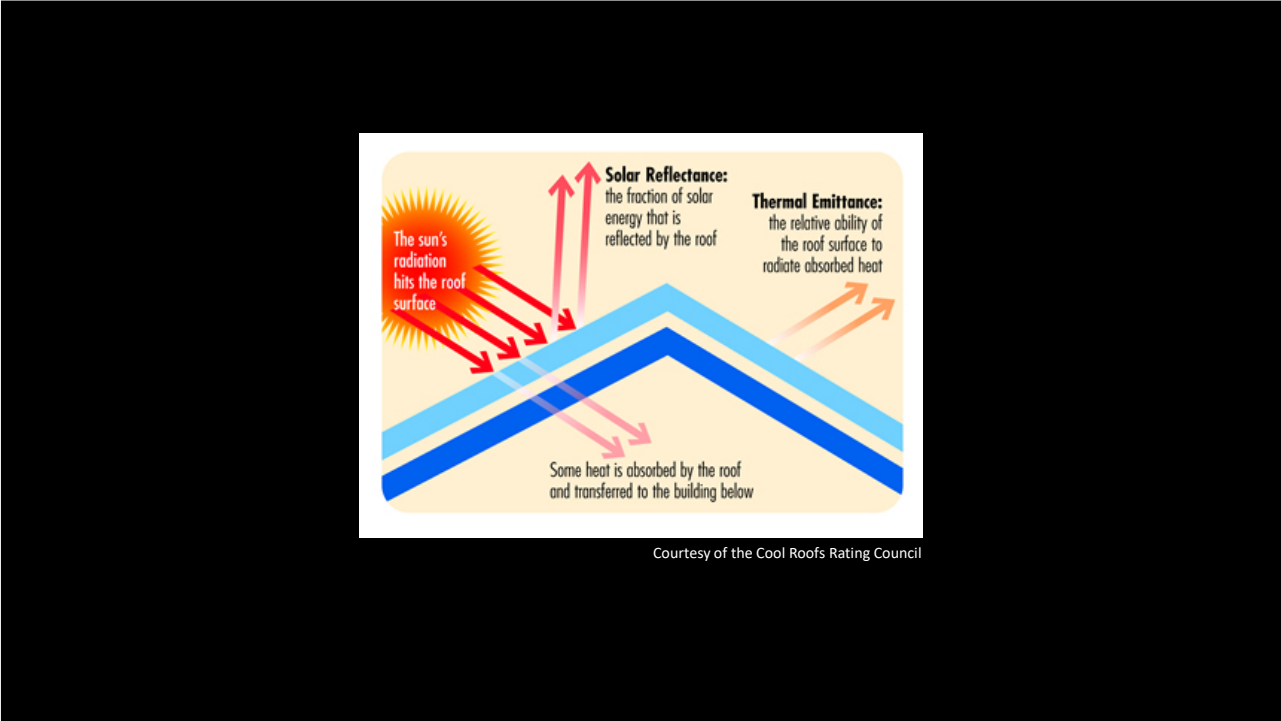 The sun's
radiation
hits the roof
surface
Solar Reflectance:
the fraction of solar
energy that is
reflected by the roof
Thermal Emittance:
the relative ability of
the roof surface to
radiate absorbed heat
Some heat is absorbed by the roof
and transferred to the building below
Courtesy of the Cool Roofs Rating Council